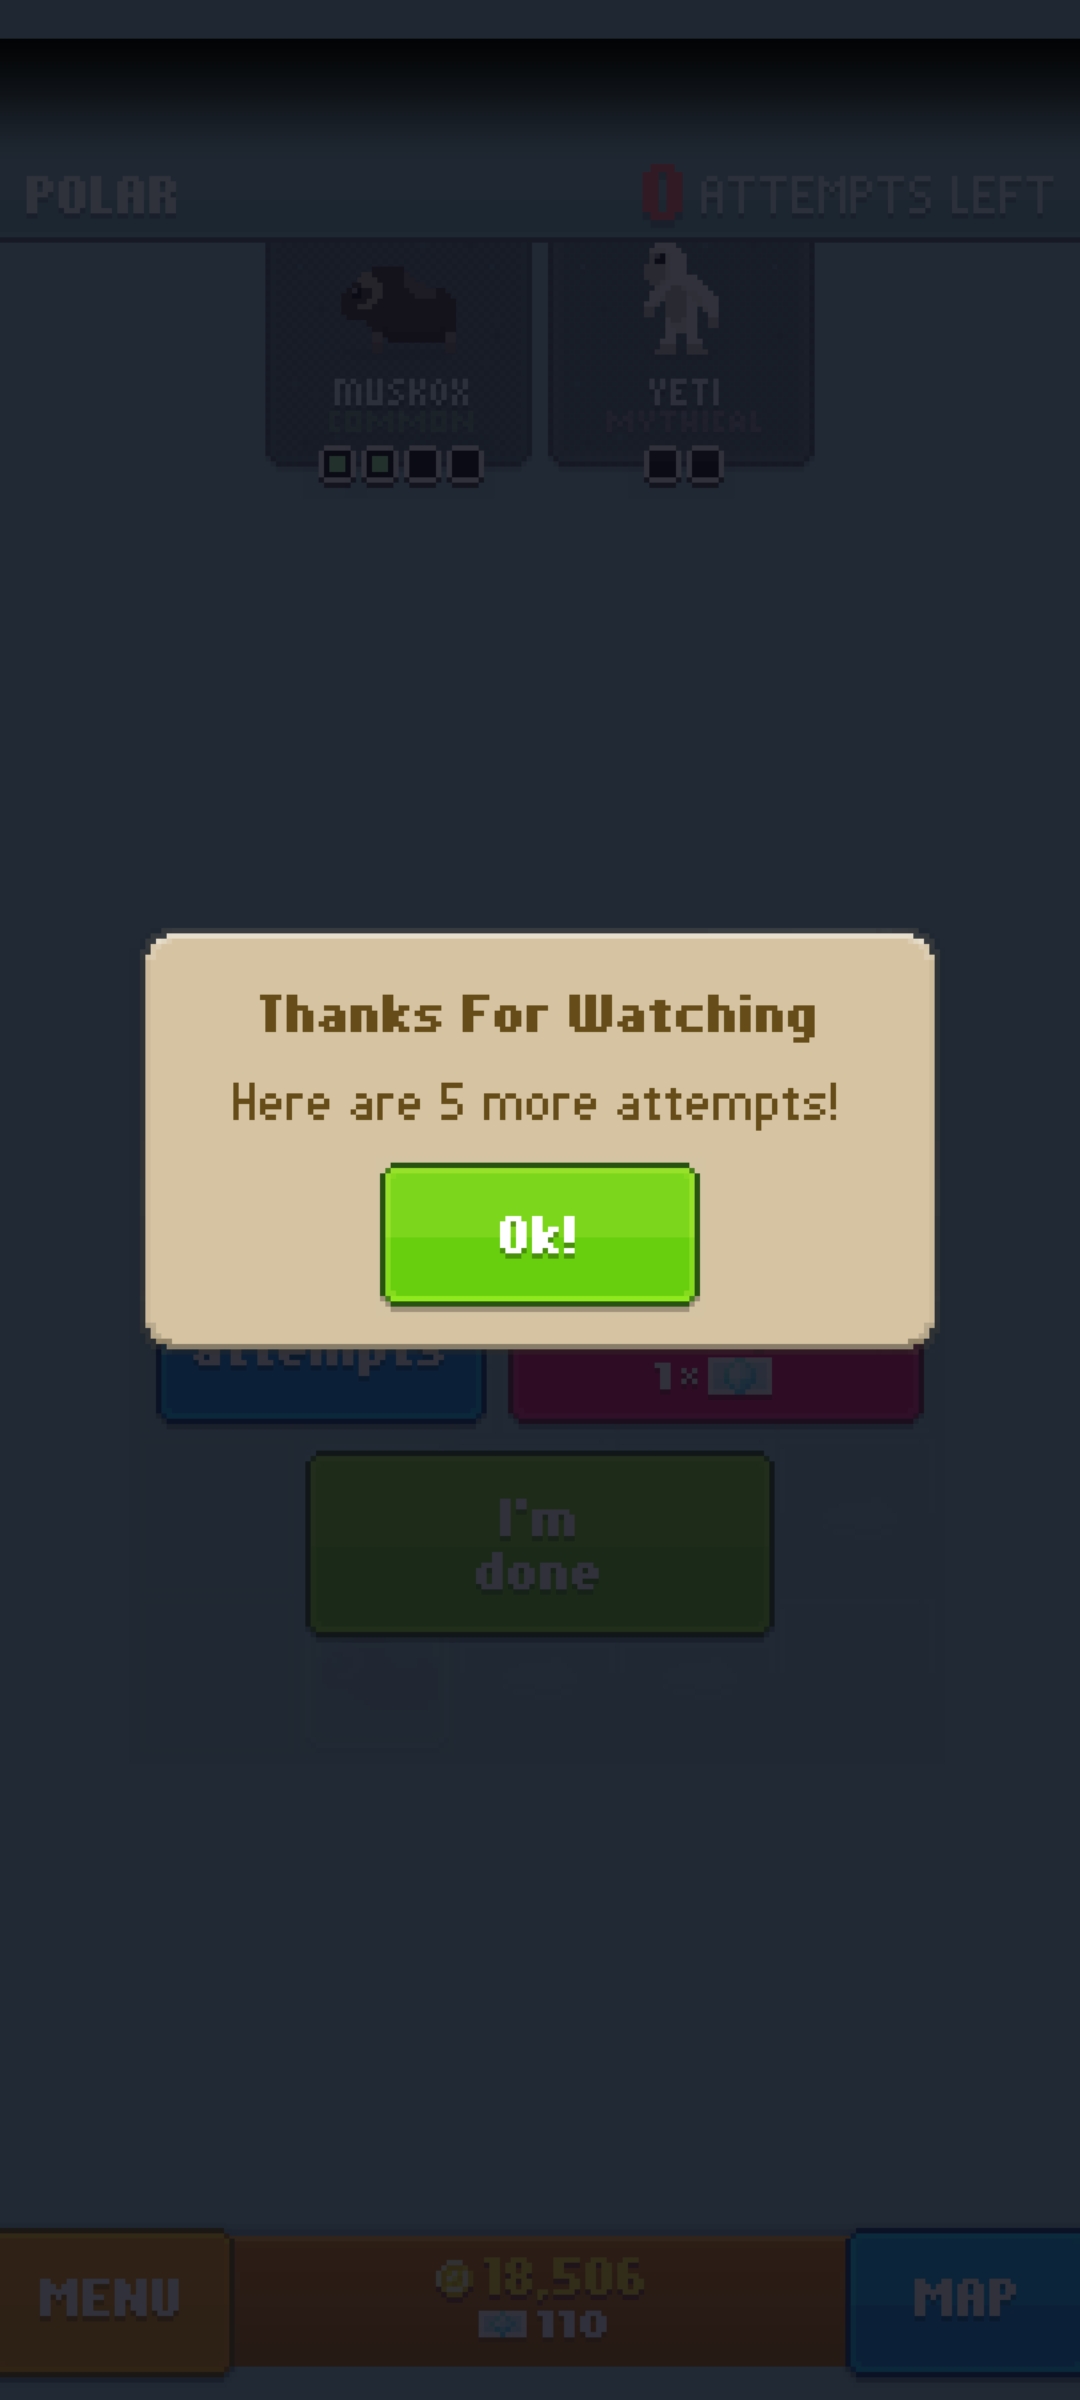 POLAR
0 ATTEMPTS LEFT
MUSKOX
COMMON
YETI
MYTHICAL
Thanks For Watching
Here are 5 more attempts!
Ok!
attempts
1×
I'm
done
MENU
18,506
110
MAP